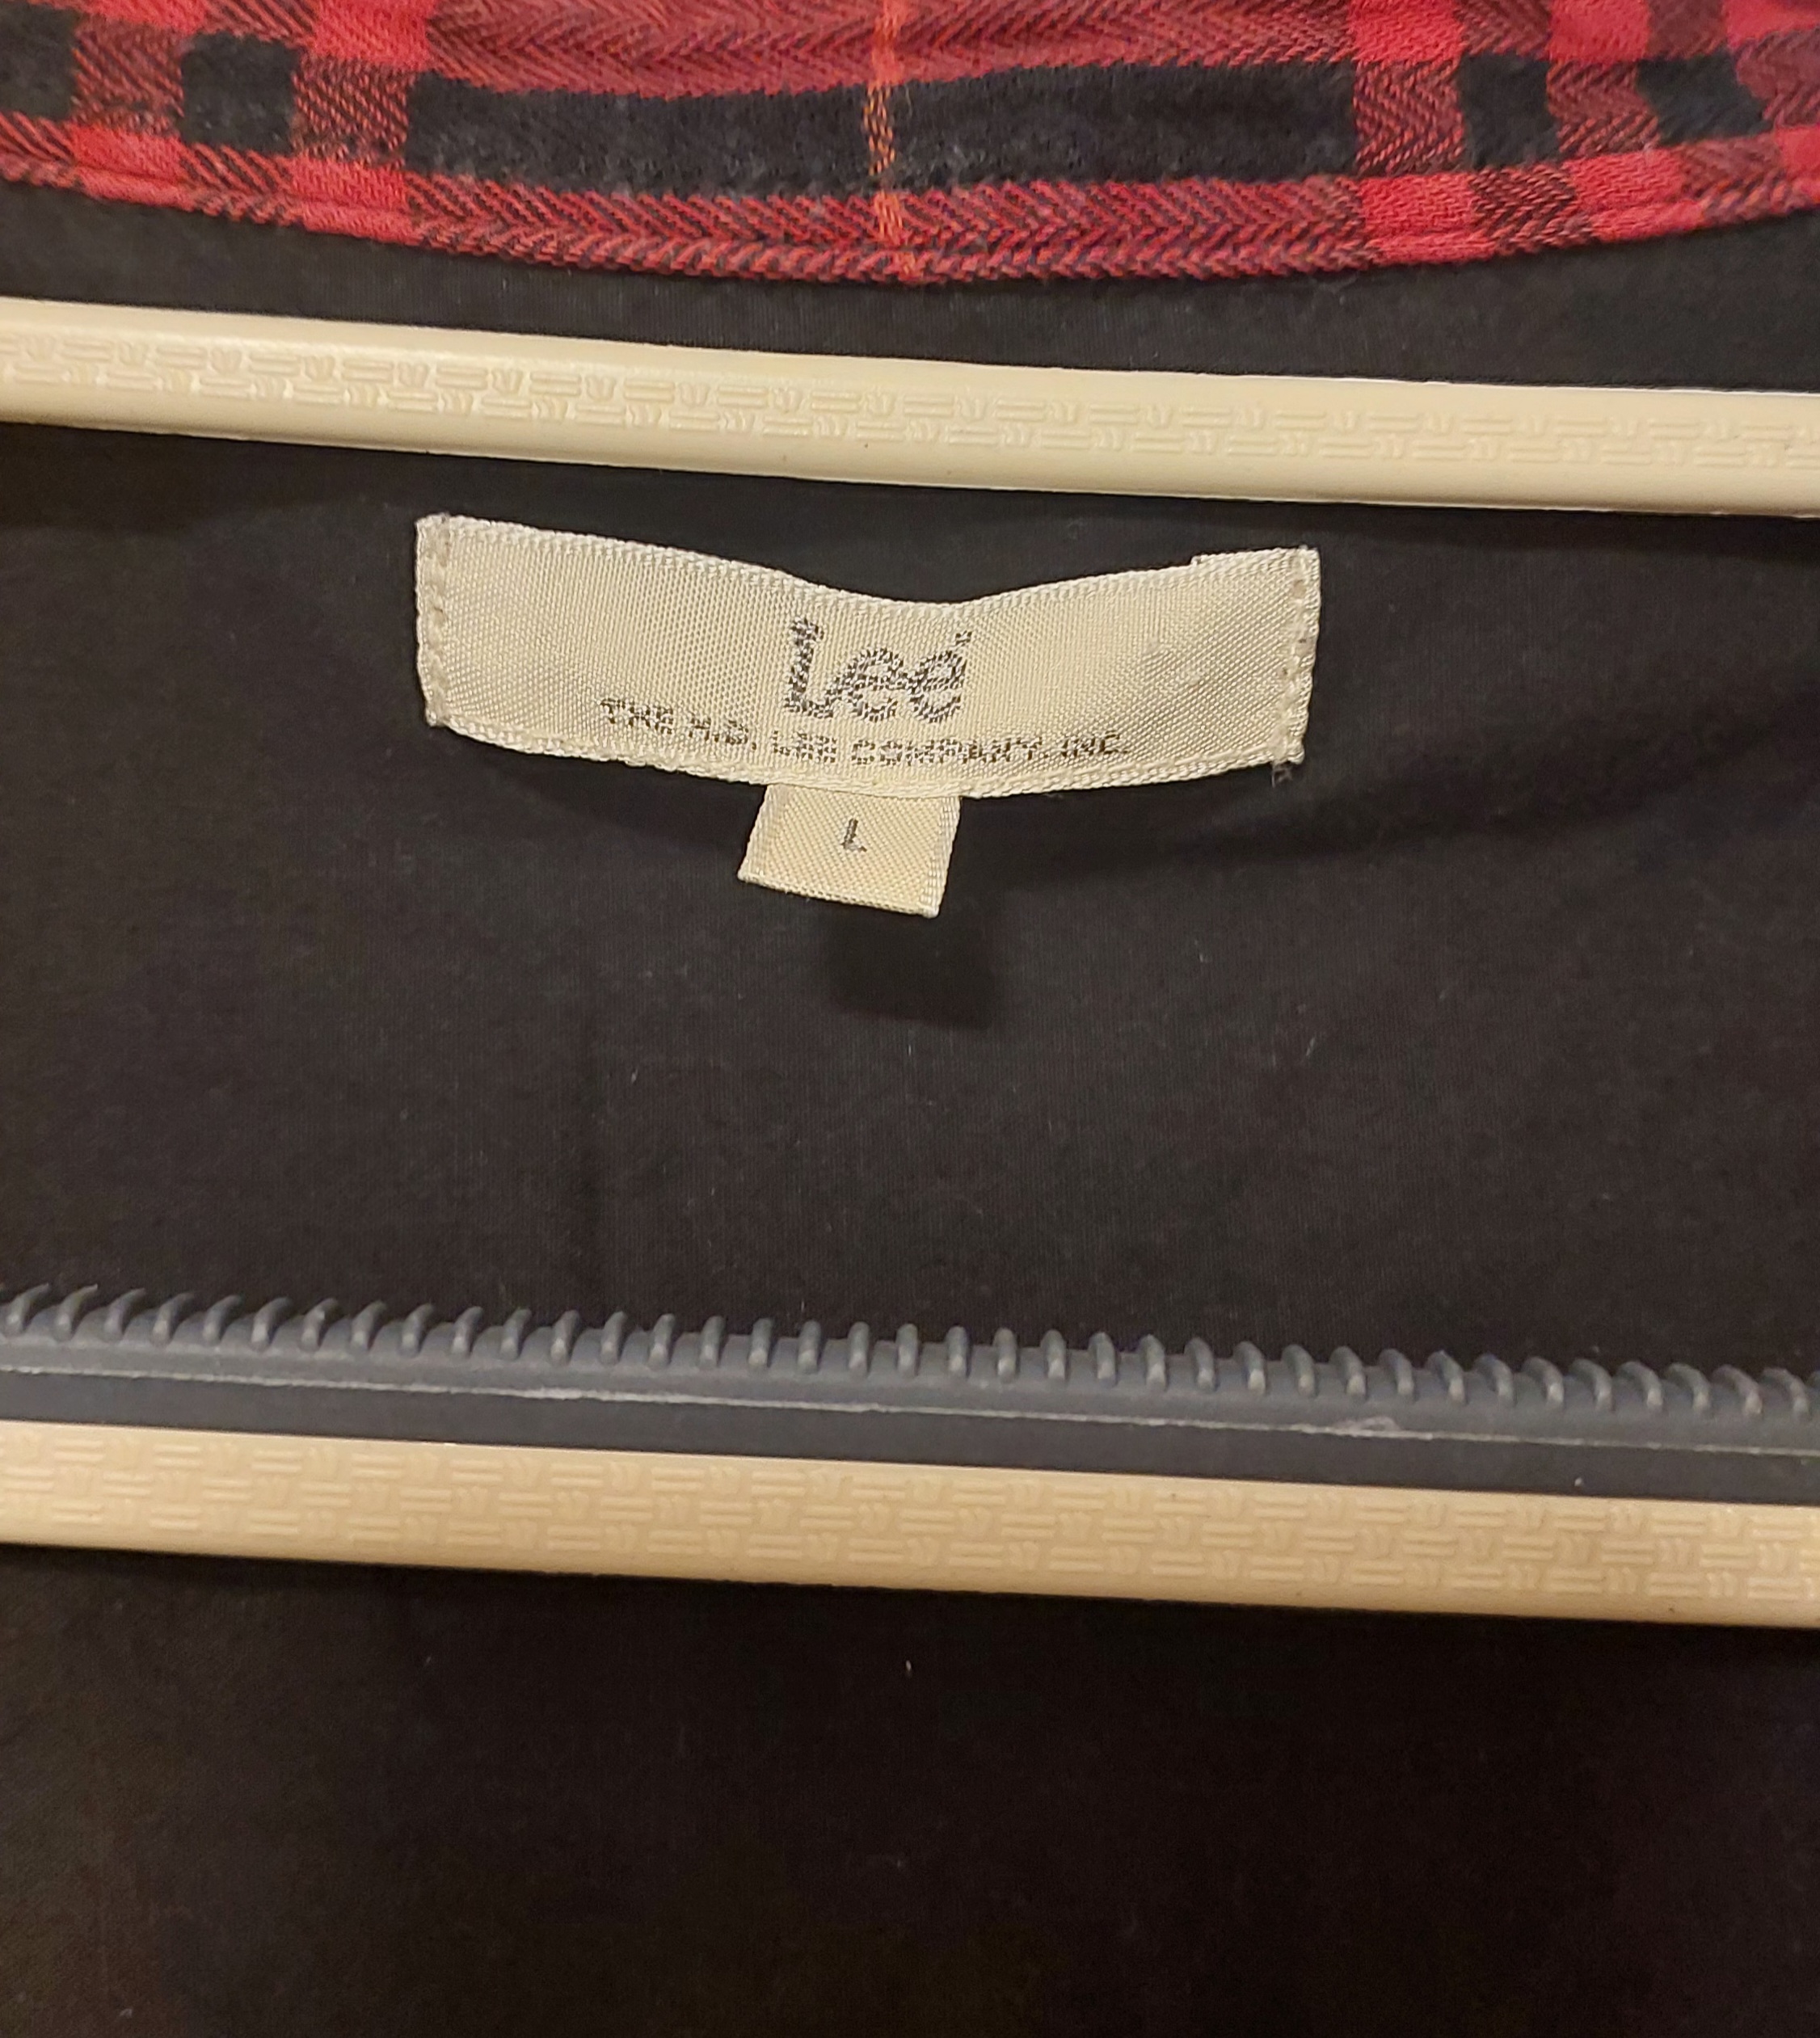 Lee
THE H.D. LEE COMPANY, INC.
L